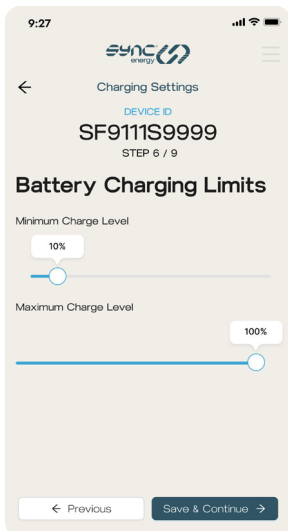 9:27
sync
energy
Charging Settings
DEVICE ID
SF9111S9999
STEP 6 / 9
Battery Charging Limits
Minimum Charge Level
10%
Maximum Charge Level
100%
← Previous
Save & Continue →